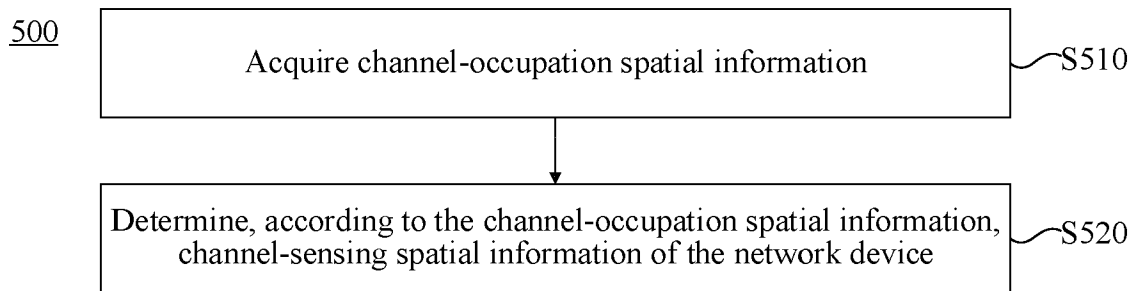 500
Acquire channel-occupation spatial information
S510
Determine, according to the channel-occupation spatial information,
channel-sensing spatial information of the network device
S520